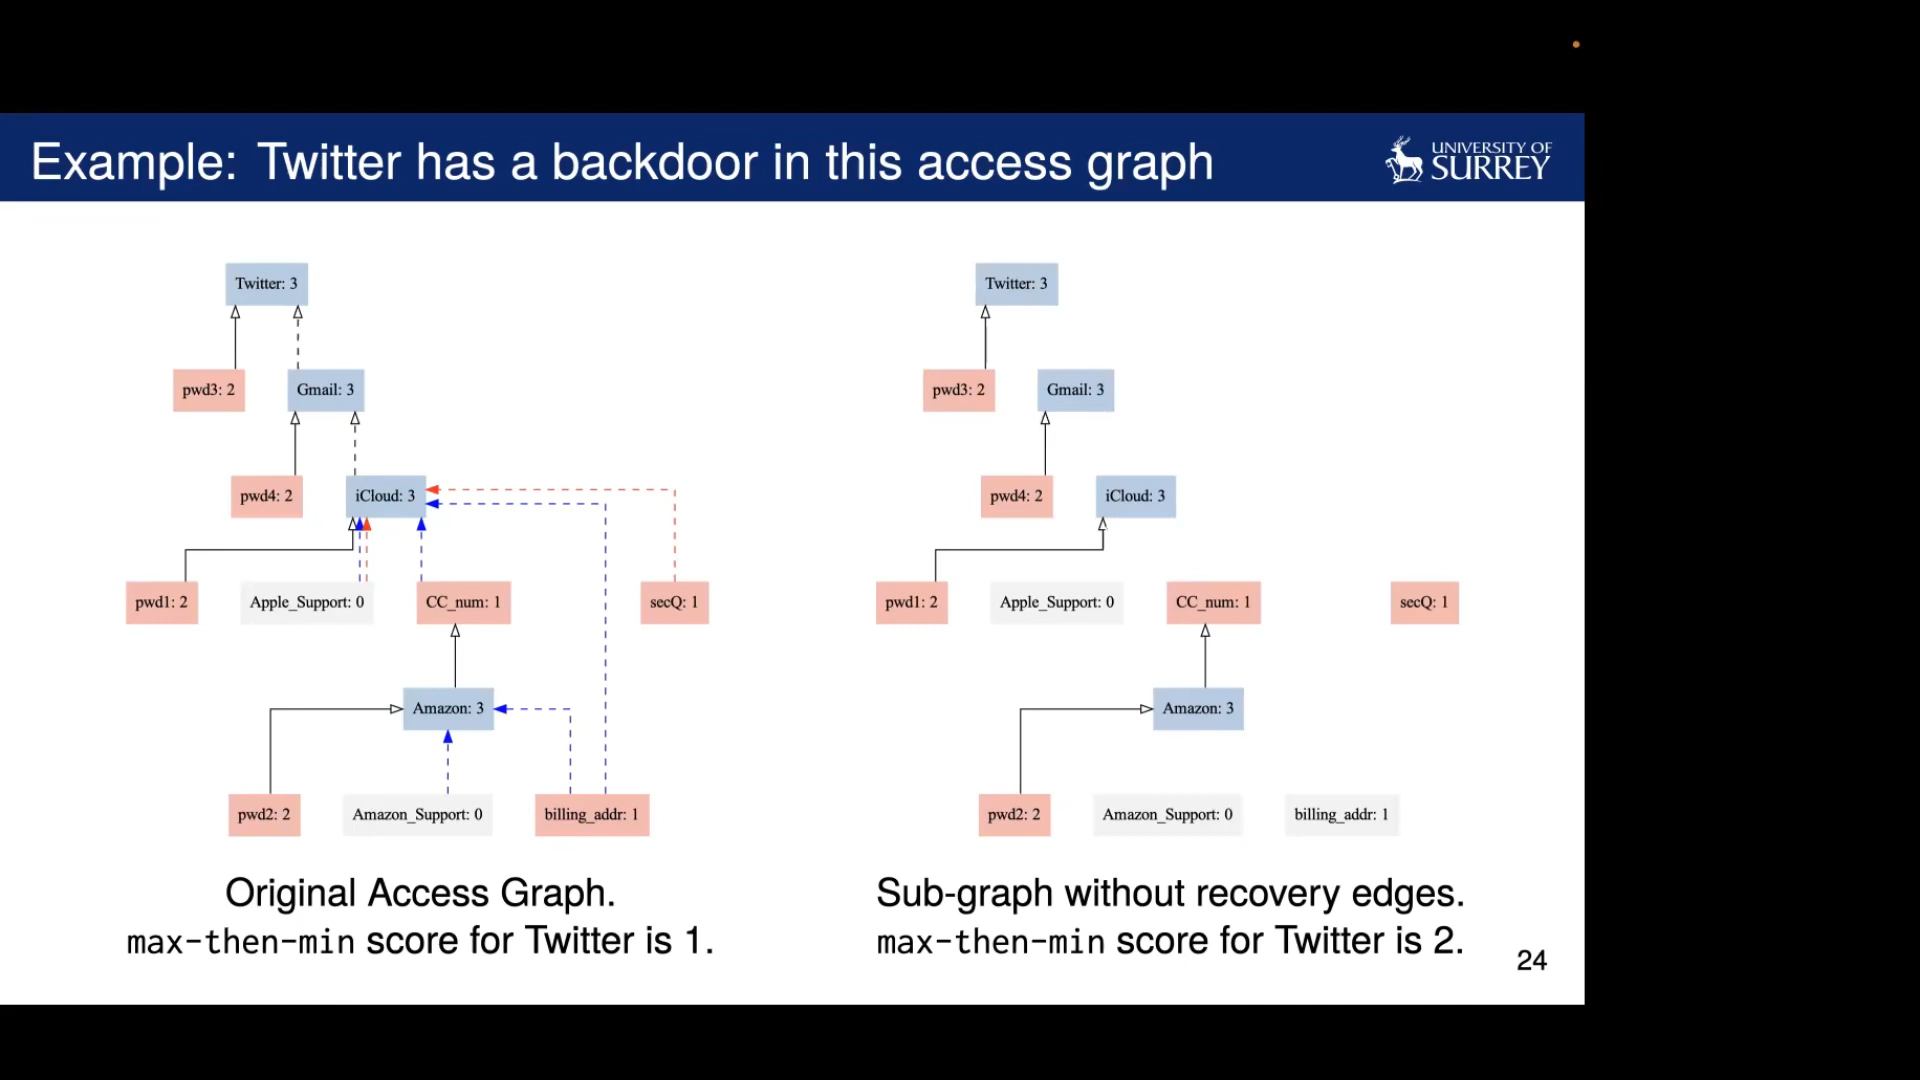 Example: Twitter has a backdoor in this access graph
UNIVERSITY OF
SURREY
Twitter: 3
pwd3: 2
Gmail: 3
pwd4: 2
iCloud: 3
pwd1: 2
Apple_Support: 0
CC_num: 1
secQ: 1
Amazon: 3
pwd2: 2
Amazon_Support: 0
billing_addr: 1
Original Access Graph.
max-then-min score for Twitter is 1.
Twitter: 3
pwd3: 2
Gmail: 3
pwd4: 2
iCloud: 3
pwd1: 2
Apple_Support: 0
CC_num: 1
secQ: 1
Amazon: 3
pwd2: 2
Amazon_Support: 0
billing_addr: 1
Sub-graph without recovery edges.
max-then-min score for Twitter is 2.
24